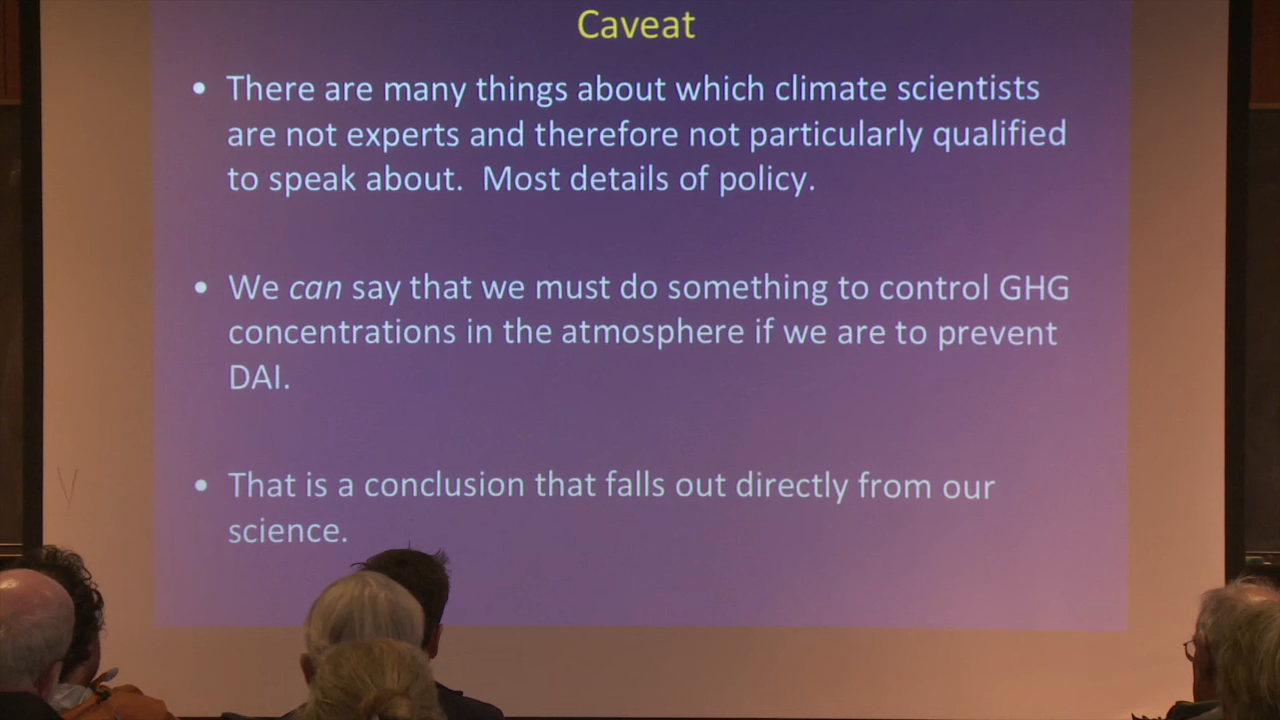 Caveat
• There are many things about which climate scientists
are not experts and therefore not particularly qualified
to speak about.  Most details of policy.
• We can say that we must do something to control GHG
concentrations in the atmosphere if we are to prevent
DAI.
• That is a conclusion that falls out directly from our
science.